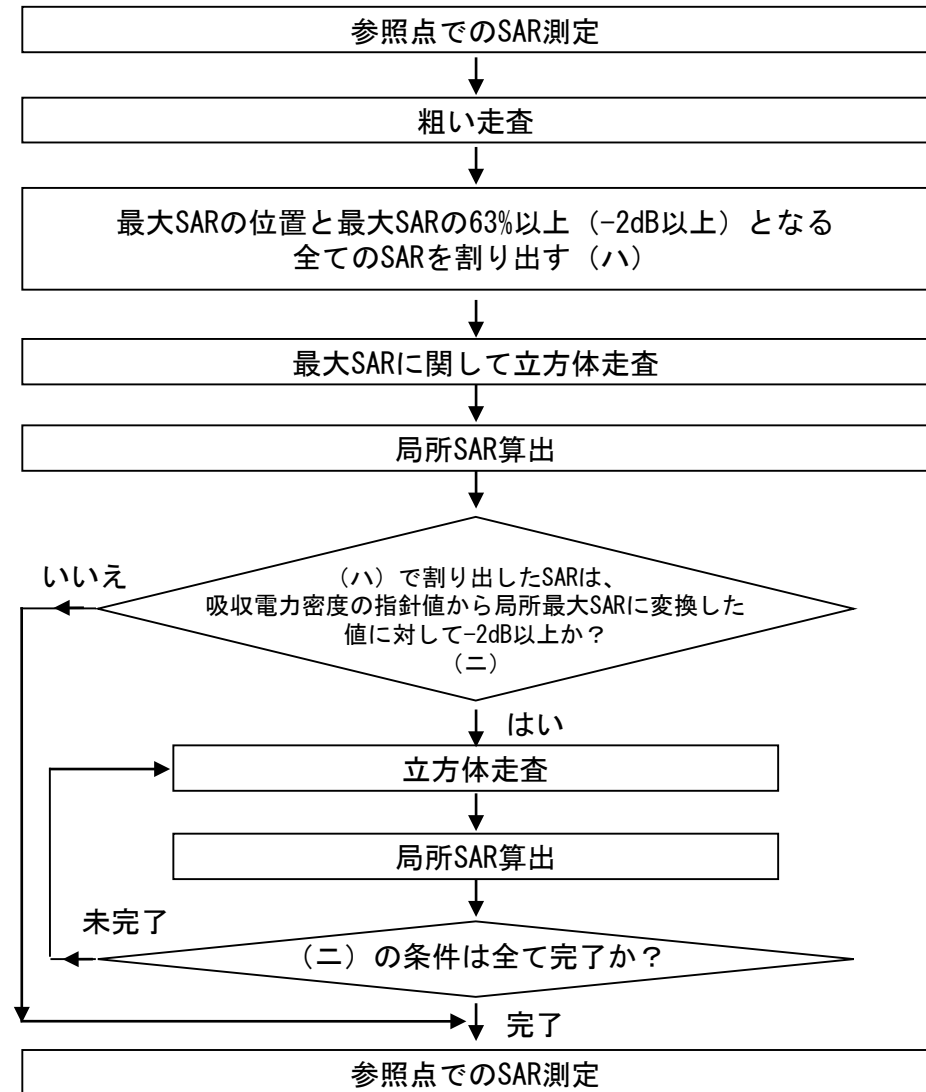 参照点でのSAR測定
粗い走査
最大SARの位置と最大SARの63%以上（-2dB以上）となる
全てのSARを割り出す（ハ）
最大SARに関して立方体走査
局所SAR算出
いいえ
（ハ）で割り出したSARは、
吸収電力密度の指針値から局所最大SARに変換した
値に対して-2dB以上か？
（ニ）
はい
立方体走査
局所SAR算出
未完了
（ニ）の条件は全て完了か？
完了
参照点でのSAR測定